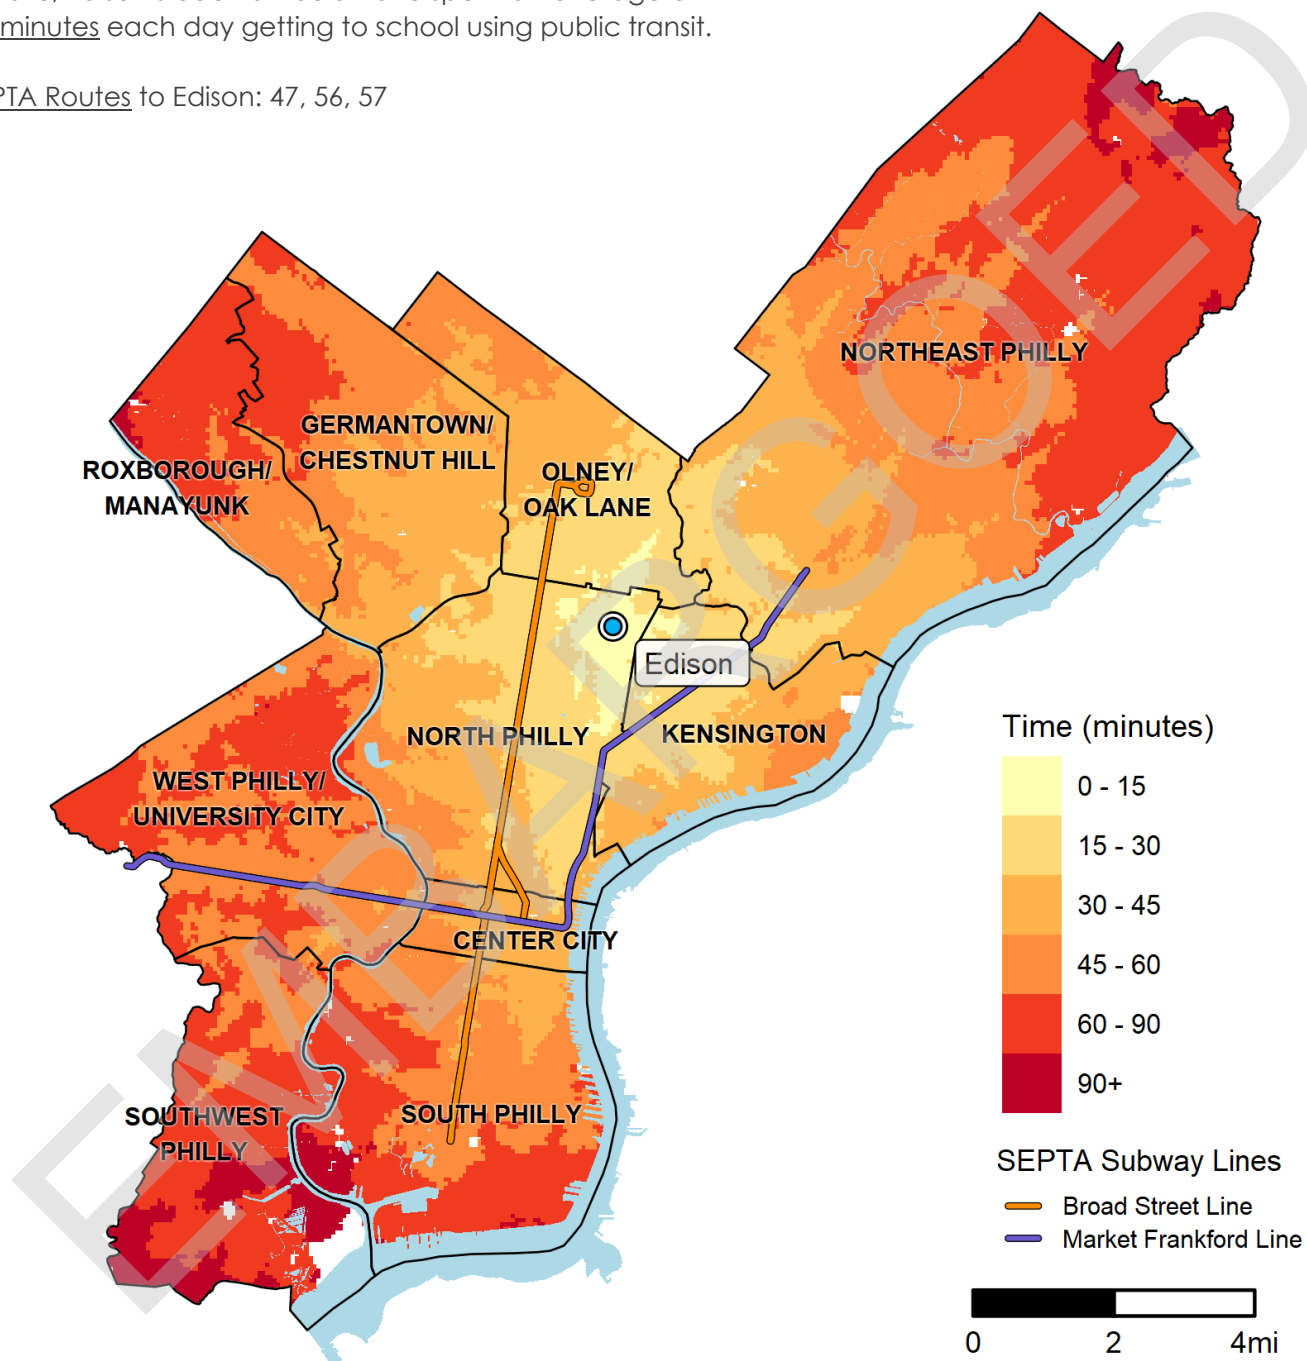 minutes each day getting to school using public transit.
PTA Routes to Edison: 47, 56, 57
NORTHEAST PHILLY
GERMANTOWN/
CHESTNUT HILL
ROXBOROUGH/
MANAYUNK
OLNEY/
OAK LANE
Edison
NORTH PHILLY
KENSINGTON
WEST PHILLY/
UNIVERSITY CITY
CENTER CITY
SOUTHWEST
PHILLY
SOUTH PHILLY
Time (minutes)
0 - 15
15 - 30
30 - 45
45 - 60
60 - 90
90+
SEPTA Subway Lines
Broad Street Line
Market Frankford Line
0 2 4mi
EMBARGOED